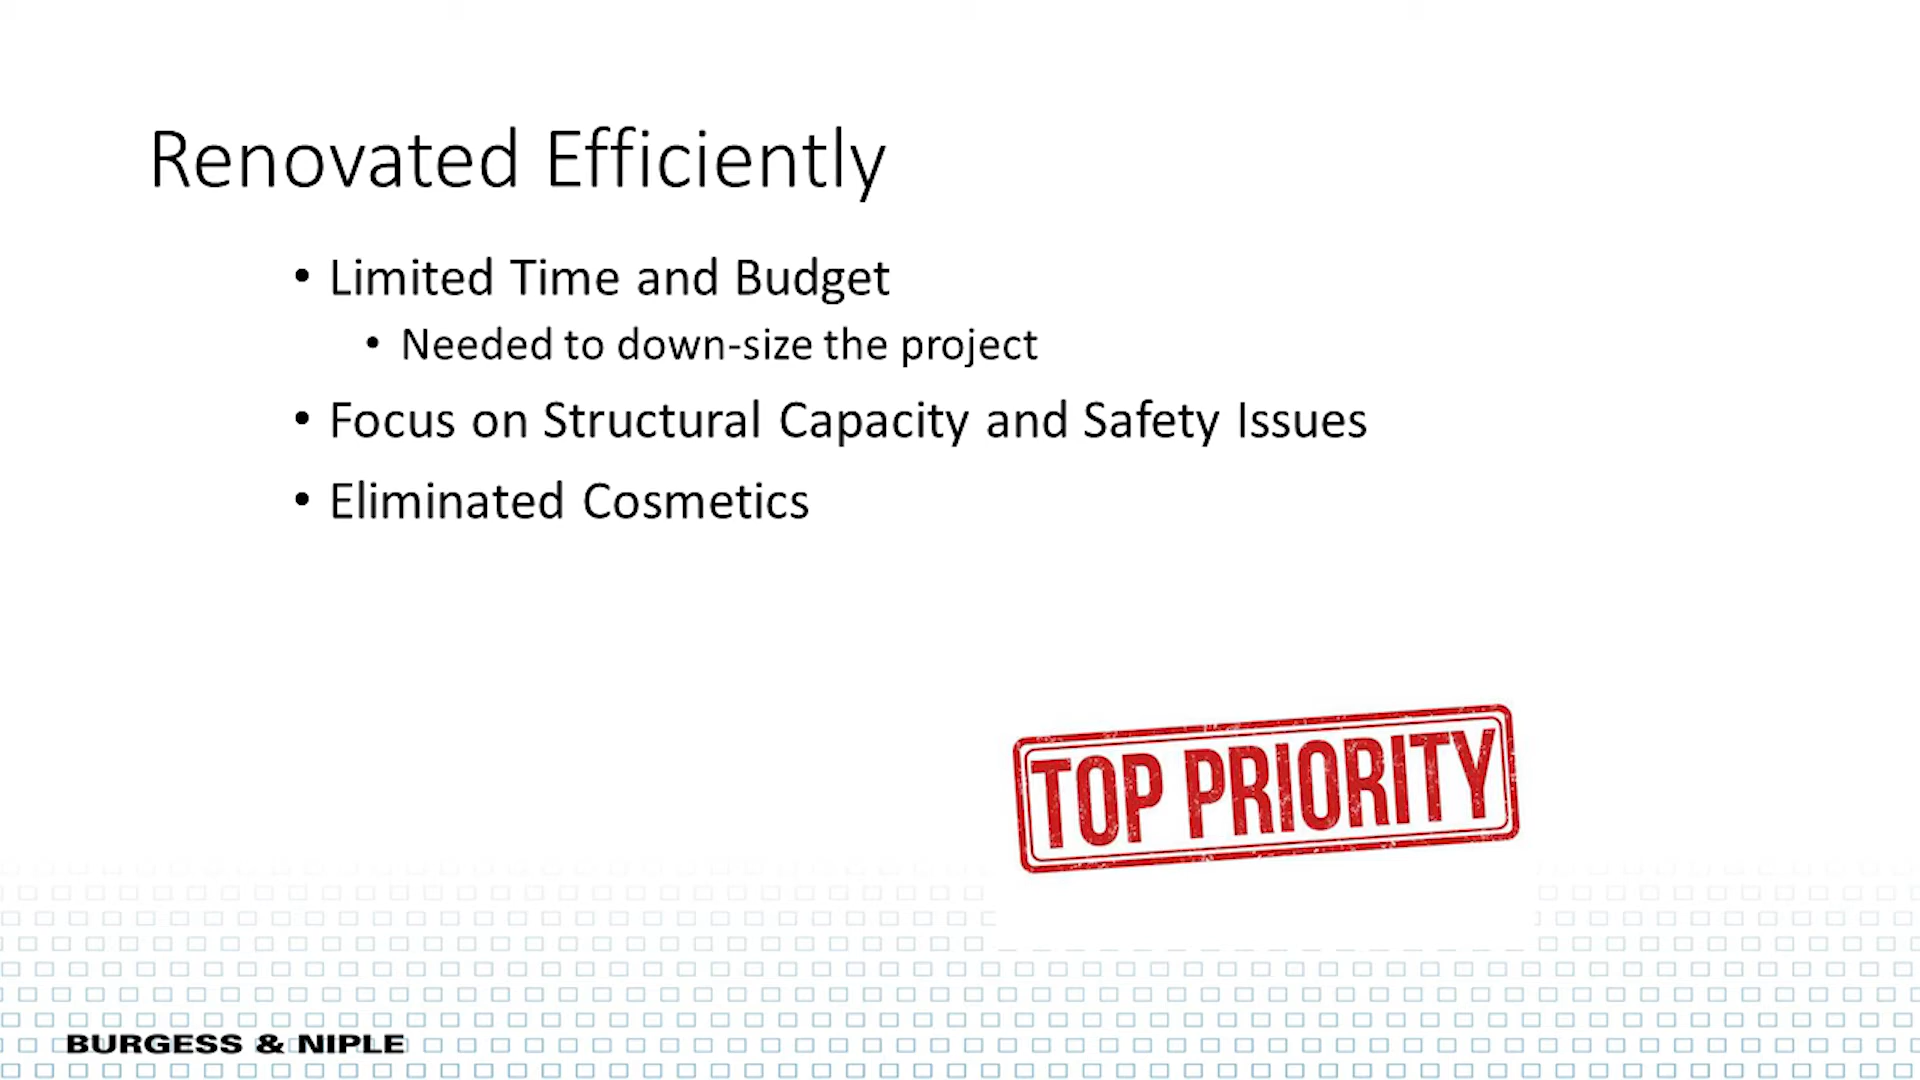 Renovated Efficiently
• Limited Time and Budget
• Needed to down-size the project
• Focus on Structural Capacity and Safety Issues
• Eliminated Cosmetics
TOP PRIORITY
BURGESS & NIPLE